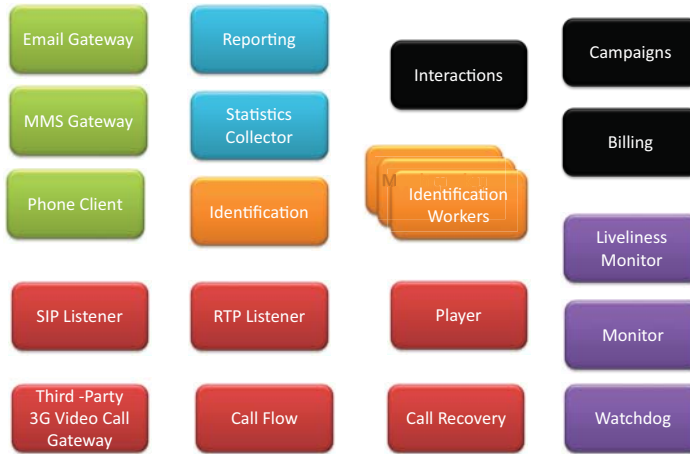 Email Gateway
Reporting
Interactions
Campaigns
MMS Gateway
Statistics
Collector
Billing
Phone Client
Identification
Identification
Workers
Liveliness
Monitor
SIP Listener
RTP Listener
Player
Monitor
Third -Party
3G Video Call
Gateway
Call Flow
Call Recovery
Watchdog